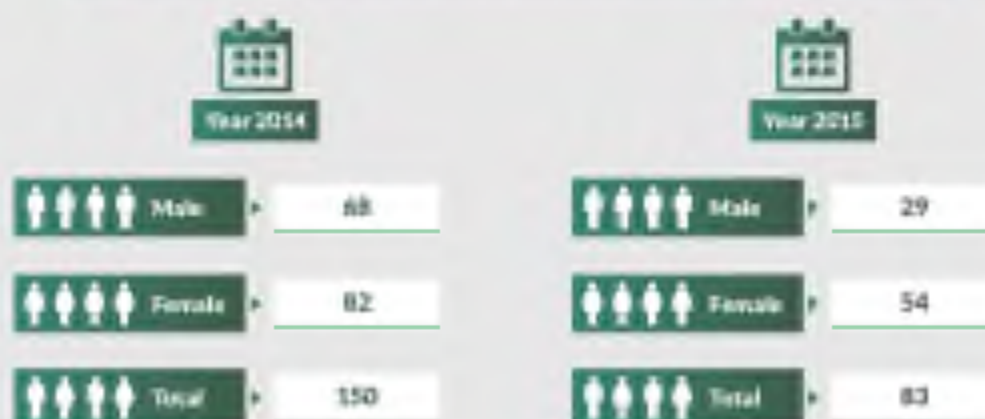 Year 2014
Male 68
Female 82
Total 150
Year 2015
Male 29
Female 54
Total 83